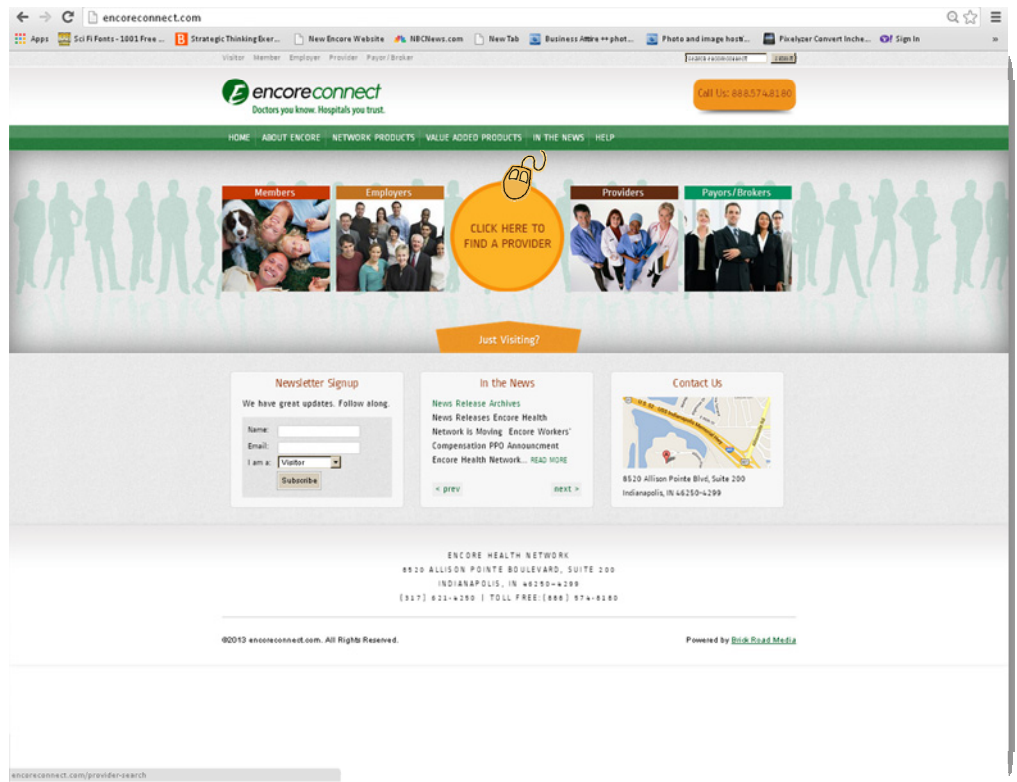 encoreconnect.com
Apps Sci Fi Fonts - 1001 Free ... Strategic Thinking Exer... New Encore Website NBCNews.com New Tab Business Attire ++ phot... Photo and image hosti... Pixelyzer Convert Inche... Sign In »
Visitor Member Employer Provider Payor/Broker
encoreconnect
Doctors you know. Hospitals you trust.
Call Us: 888.574.8180
HOME ABOUT ENCORE NETWORK PRODUCTS VALUE ADDED PRODUCTS IN THE NEWS HELP
Members Employers Providers Payors/Brokers
CLICK HERE TO
FIND A PROVIDER
Just Visiting?
Newsletter Signup
We have great updates. Follow along.
Name:
Email:
I am a: Visitor
Subscribe
In the News
News Release Archives
News Releases Encore Health
Network is Moving Encore Workers'
Compensation PPO Announcment
Encore Health Network... READ MORE
< prev next >
Contact Us
8520 Allison Pointe Blvd, Suite 200
Indianapolis, IN 46250-4299
ENCORE HEALTH NETWORK
8520 ALLISON POINTE BOULEVARD, SUITE 200
INDIANAPOLIS, IN 46250-4299
(317) 621-4250 | TOLL FREE:(888) 574-8180
©2013 encoreconnect.com. All Rights Reserved. Powered by Brick Road Media
encoreconnect.com/provider-search